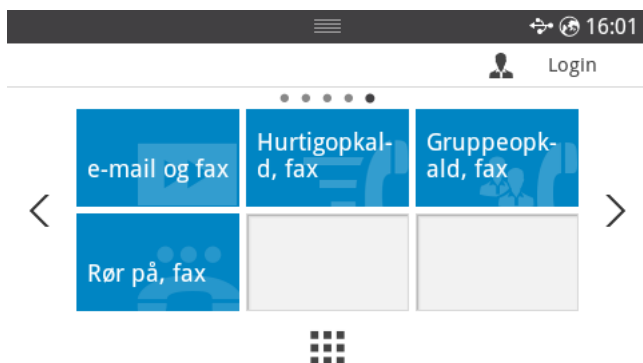 16:01
Login
e-mail og fax
Hurtigopkal-
d, fax
Gruppeopk-
ald, fax
Rør på, fax